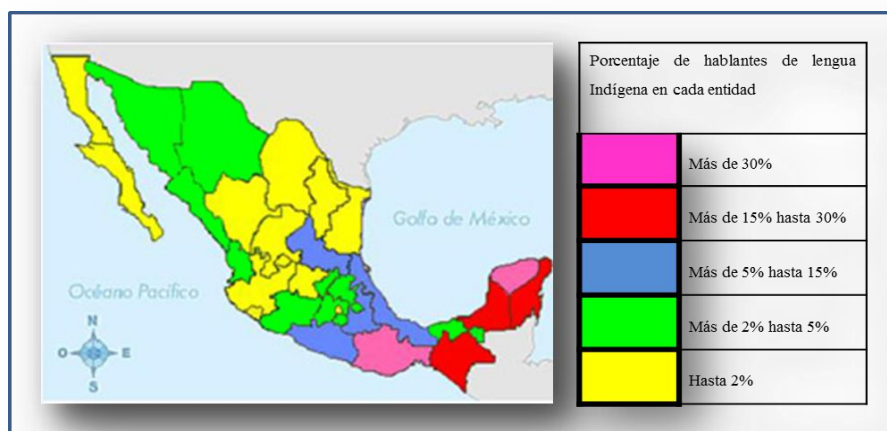 Porcentaje de hablantes de lengua
Indígena en cada entidad
Más de 30%
Más de 15% hasta 30%
Más de 5% hasta 15%
Más de 2% hasta 5%
Hasta 2%
Golfo de México
Océano Pacífico
N
O
E
S